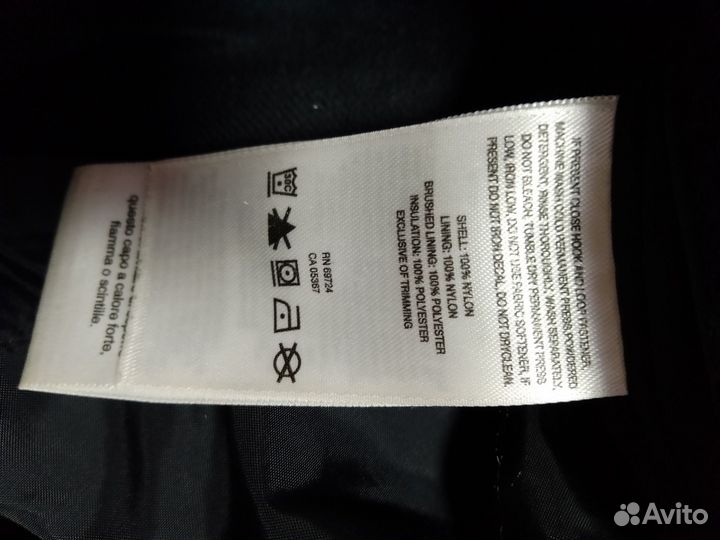 IF PRESENT CLOSE HOOK AND LOOP FASTENER.
MACHINE WASH COLD PERMANENT PRESS, POWDERED
DETERGENT, RINSE THOROUGHLY, WASH SEPARATELY,
DO NOT BLEACH, TUMBLE DRY PERMANENT PRESS
LOW, IRON LOW, DO NOT USE FABRIC SOFTENER, IF
PRESENT DO NOT IRON DECAL, DO NOT DRYCLEAN.
SHELL: 100% NYLON
LINING: 100% NYLON
BRUSHED LINING: 100% POLYESTER
INSULATION: 100% POLYESTER
EXCLUSIVE OF TRIMMING
30C
RN 69724
CA 05367
questo capo a calore forte,
fiamma o scintille.
Avito